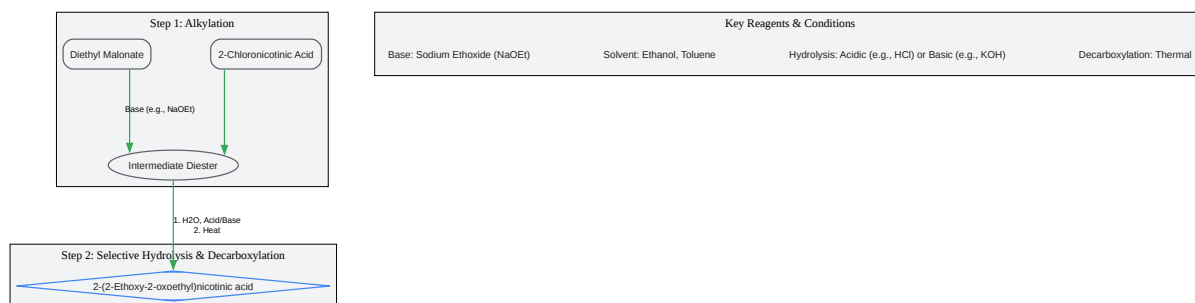 Step 1: Alkylation
Diethyl Malonate
2-Chloronicotinic Acid
Base (e.g., NaOEt)
Intermediate Diester
1. H2O, Acid/Base
2. Heat
Step 2: Selective Hydrolysis & Decarboxylation
2-(2-Ethoxy-2-oxoethyl)nicotinic acid
Key Reagents & Conditions
Base: Sodium Ethoxide (NaOEt)
Solvent: Ethanol, Toluene
Hydrolysis: Acidic (e.g., HCl) or Basic (e.g., KOH)
Decarboxylation: Thermal